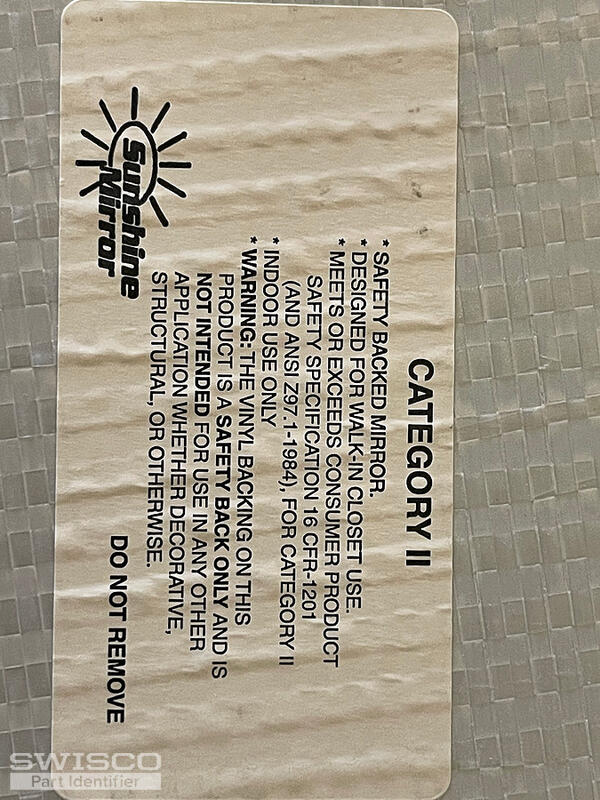 CATEGORY II
* SAFETY BACKED MIRROR.
* DESIGNED FOR WALK-IN CLOSET USE.
* MEETS OR EXCEEDS CONSUMER PRODUCT
SAFETY SPECIFICATION 16 CFR-1201
(AND ANSI Z97.1-1984), FOR CATEGORY II
* INDOOR USE ONLY
* WARNING: THE VINYL BACKING ON THIS
PRODUCT IS A SAFETY BACK ONLY AND IS
NOT INTENDED FOR USE IN ANY OTHER
APPLICATION WHETHER DECORATIVE,
STRUCTURAL, OR OTHERWISE.
Sunshine
Mirror
DO NOT REMOVE
SWISCO
Part Identifier